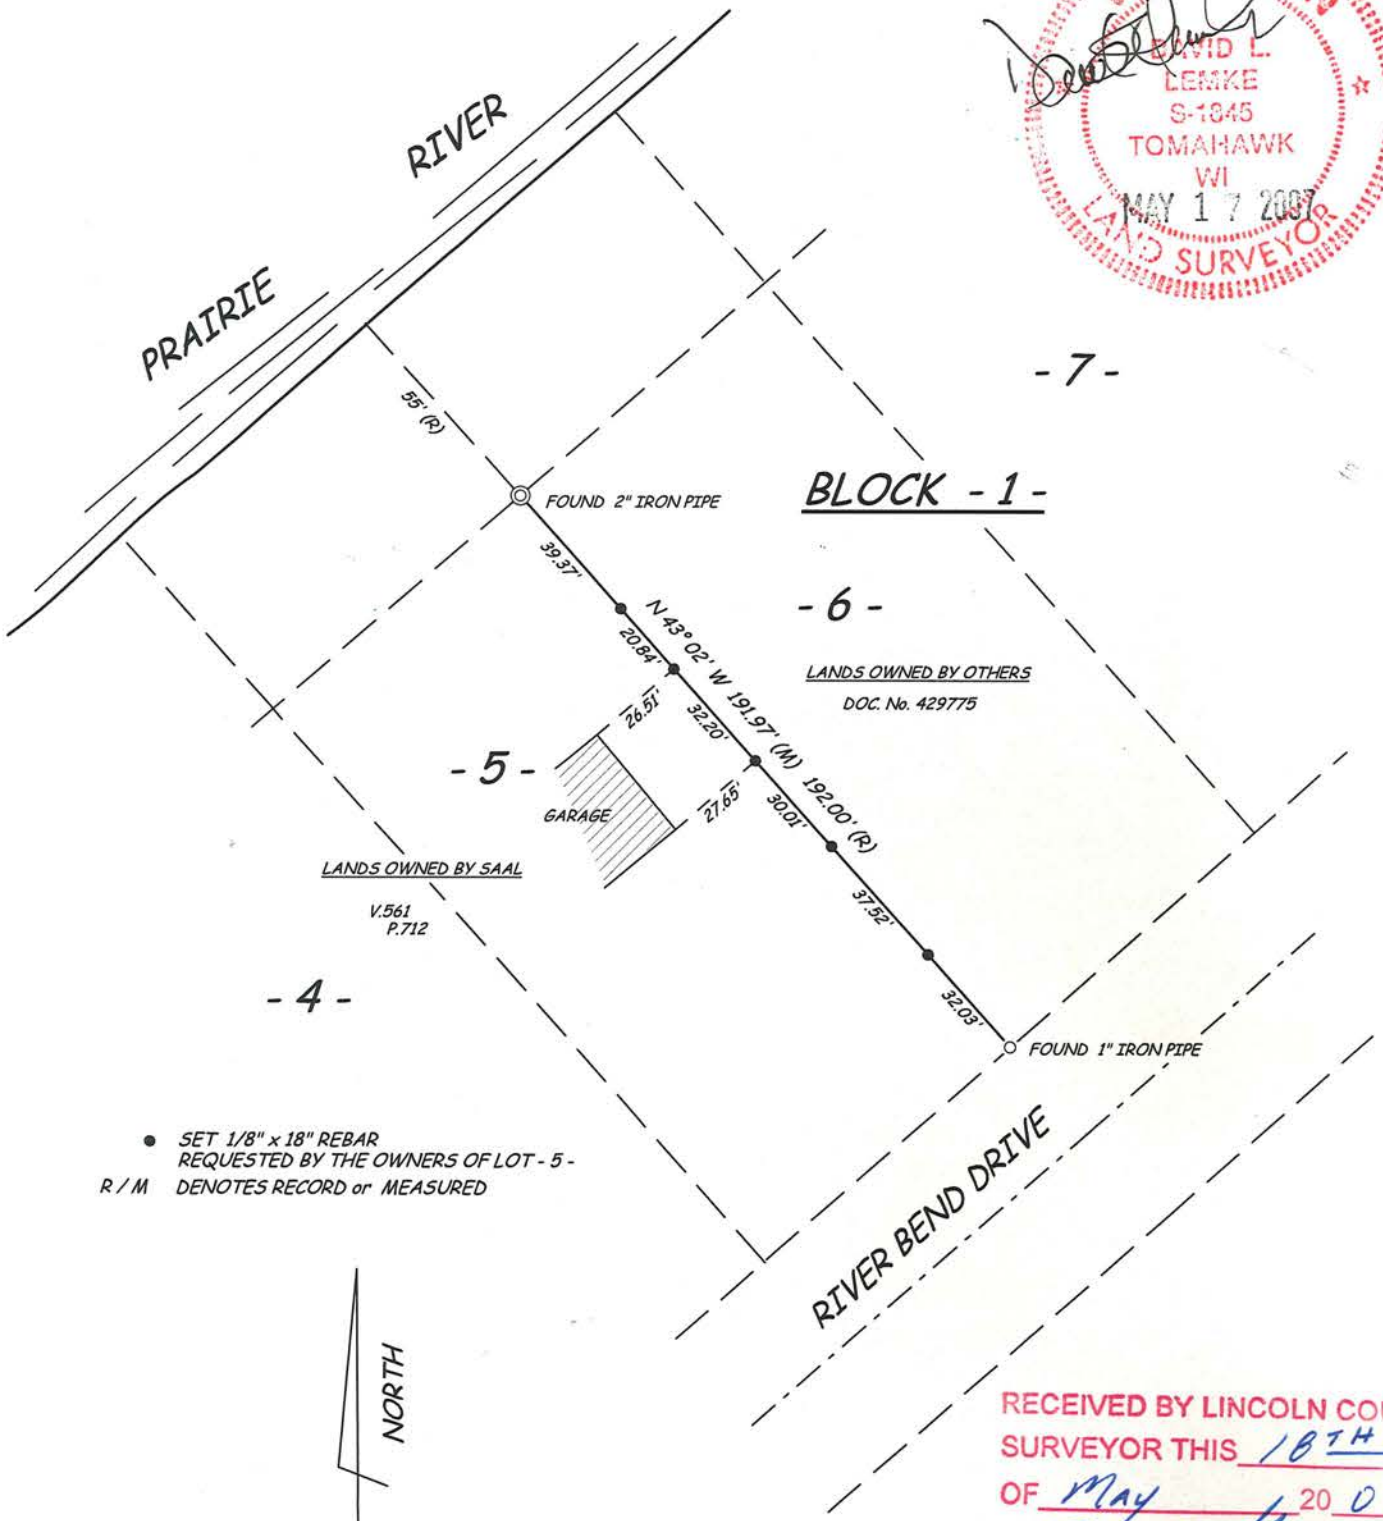 DAVID L.
LEMKE
S-1845
TOMAHAWK
WI
MAY 17 2007
LAND SURVEYOR
RIVER
PRAIRIE
55' (R)
- 7 -
BLOCK - 1 -
FOUND 2" IRON PIPE
39.37'
- 6 -
20.84'
N 43° 02' W 191.97' (M) 192.00' (R)
LANDS OWNED BY OTHERS
DOC. No. 429775
26.51'
32.20'
- 5 -
27.65'
30.01'
GARAGE
LANDS OWNED BY SAAL
V.561
P.712
37.52'
- 4 -
32.03'
FOUND 1" IRON PIPE
● SET 1/8" x 18" REBAR
REQUESTED BY THE OWNERS OF LOT - 5 -
R / M DENOTES RECORD or MEASURED
RIVER BEND DRIVE
NORTH
RECEIVED BY LINCOLN COU
SURVEYOR THIS 18TH
OF May 20 0